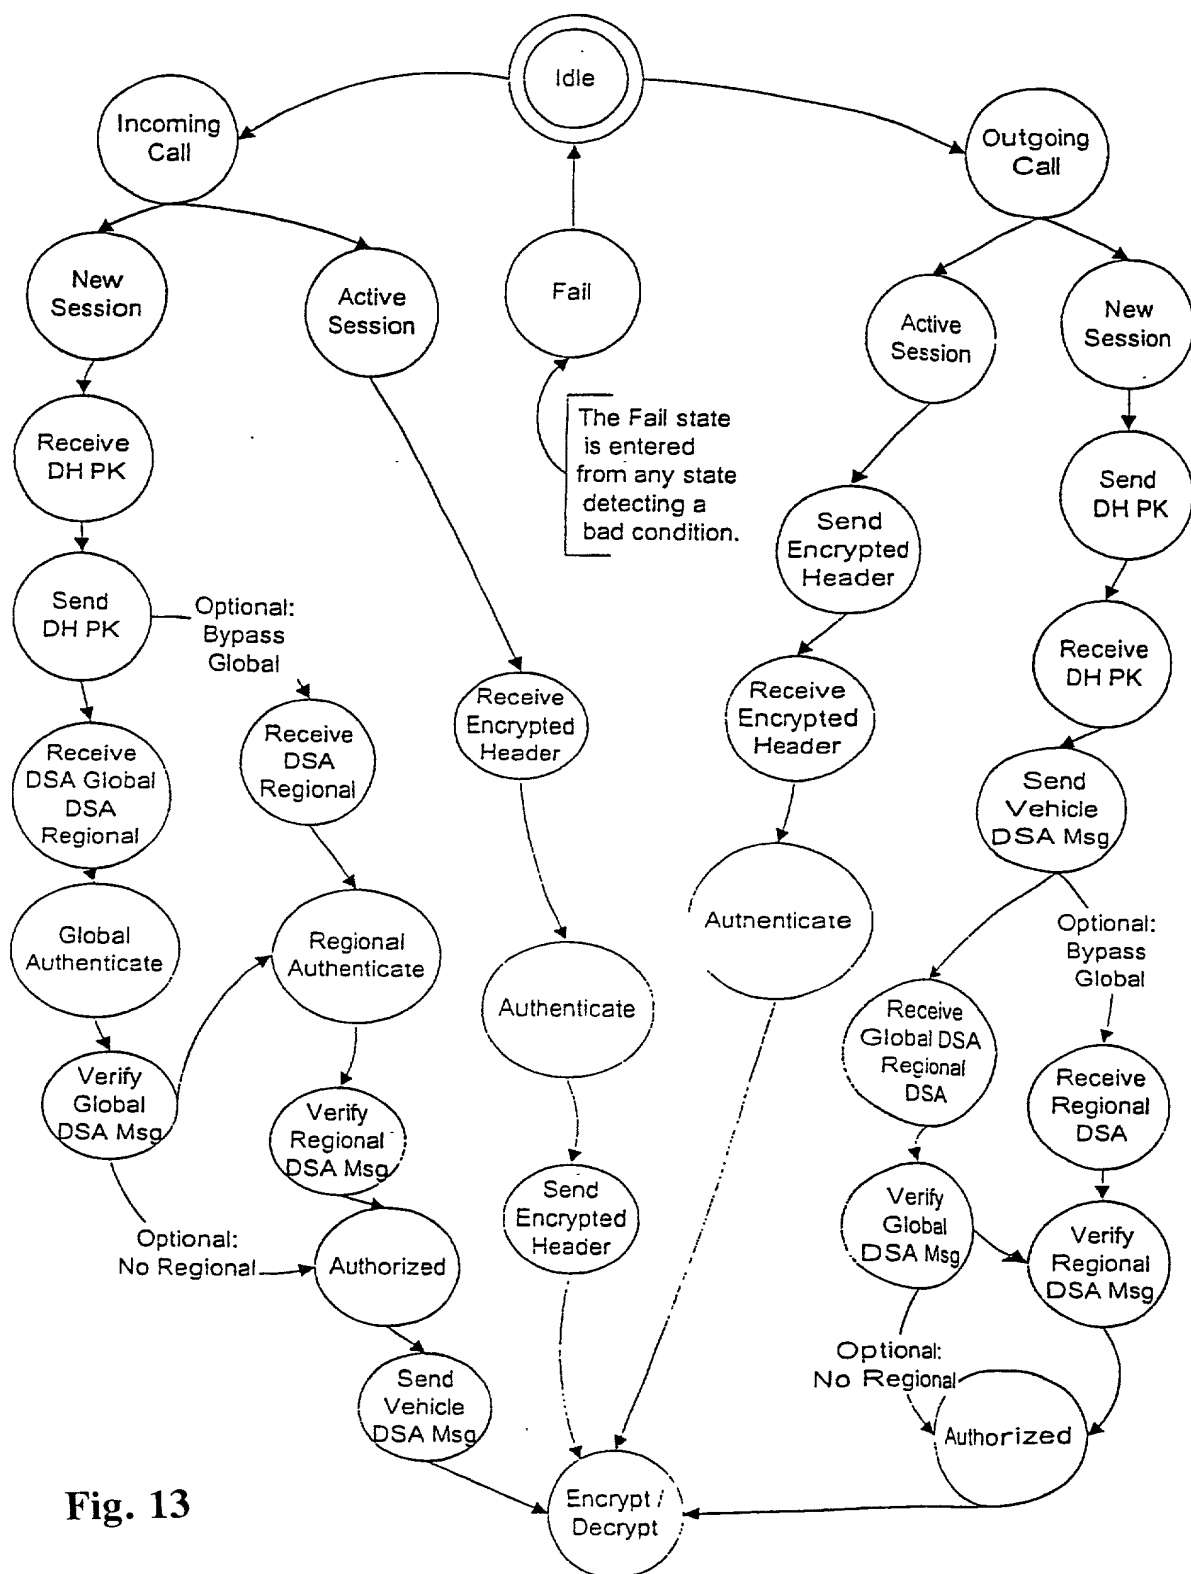 Idle
Incoming
Call
Outgoing
Call
New
Session
Active
Session
Fail
Active
Session
New
Session
The Fail state
is entered
from any state
detecting a
bad condition.
Receive
DH PK
Send
DH PK
Send
Encrypted
Header
Send
DH PK
Optional:
Bypass
Global
Receive
DH PK
Receive
Encrypted
Header
Receive
Encrypted
Header
Receive
DSA Global
DSA
Regional
Receive
DSA
Regional
Send
Vehicle
DSA Msg
Global
Authenticate
Regional
Authenticate
Authenticate
Autnenticate
Optional:
Bypass
Global
Receive
Global DSA
Regional
DSA
Receive
Regional
DSA
Verify
Global
DSA Msg
Verify
Regional
DSA Msg
Send
Encrypted
Header
Verify
Global
DSA Msg
Verify
Regional
DSA Msg
Optional:
No Regional
Authorized
Optional:
No Regional
Send
Vehicle
DSA Msg
Authorized
Encrypt /
Decrypt
Fig. 13